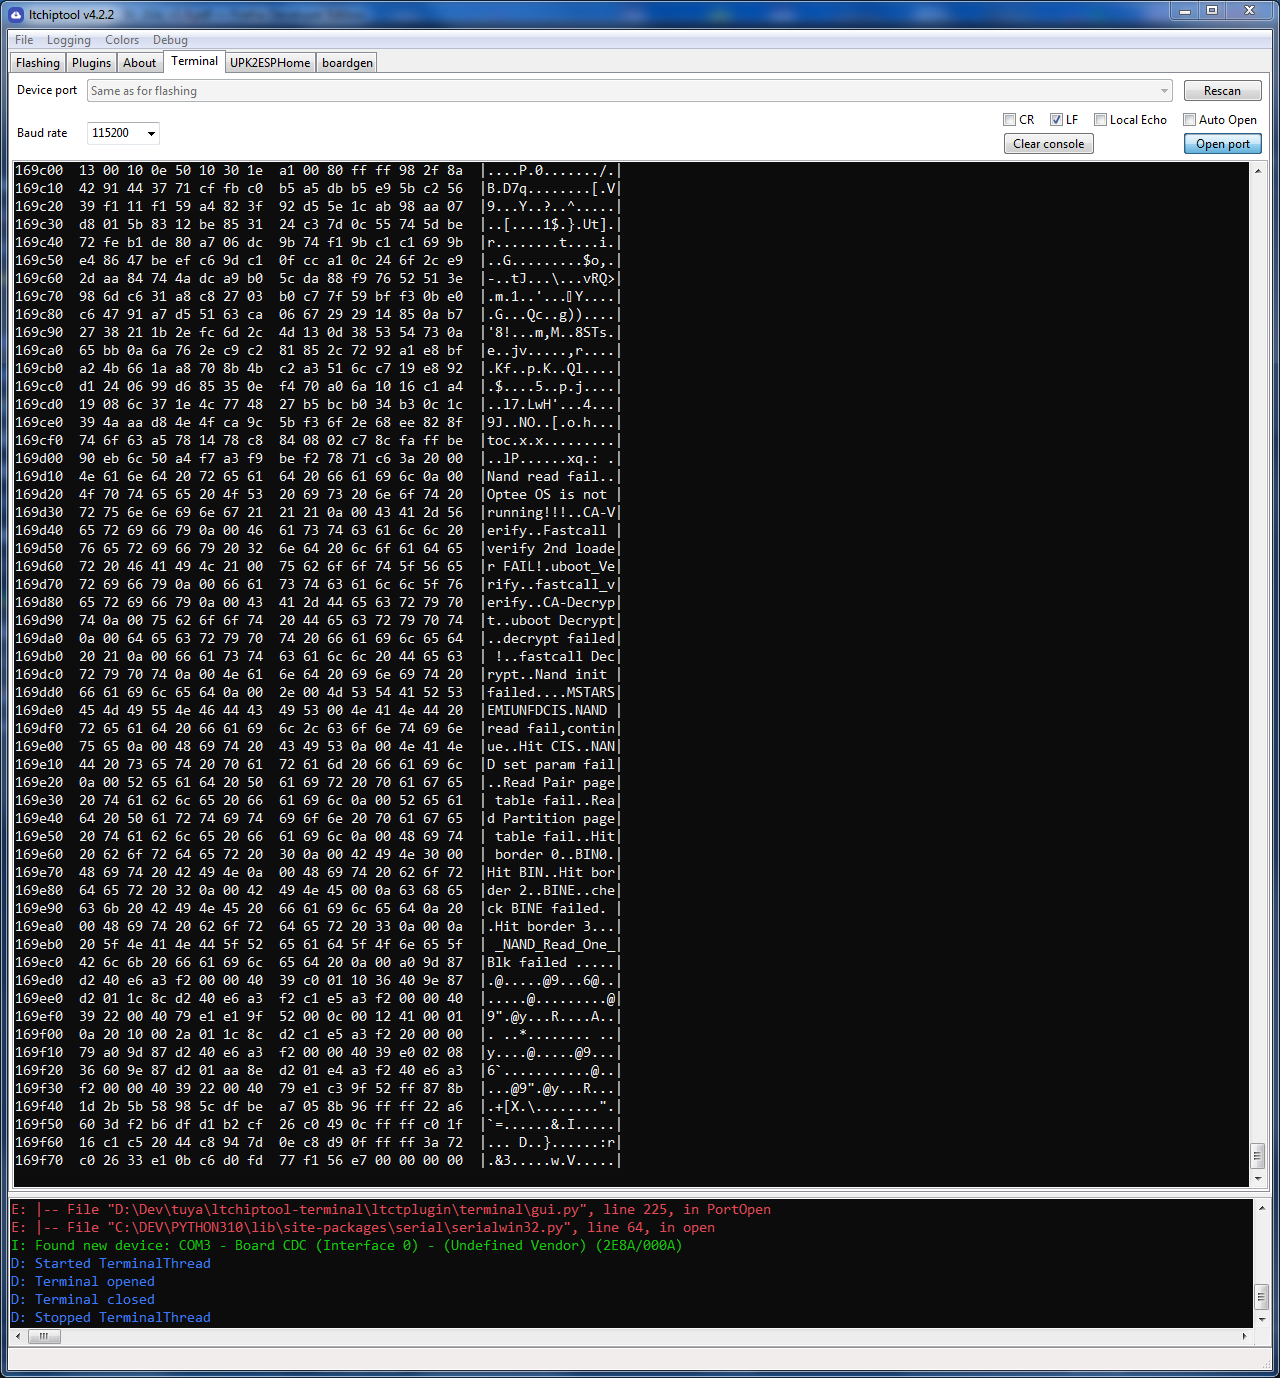 ltchiptool v4.2.2
File Logging Colors Debug
Flashing Plugins About Terminal UPK2ESPHome boardgen
Device port Same as for flashing Rescan
CR LF Local Echo Auto Open
Baud rate 115200 Clear console Open port
169c00  13 00 10 0e 50 10 30 1e  a1 00 80 ff ff 98 2f 8a  |....P.0......./.|
169c10  42 91 44 37 71 cf fb c0  b5 a5 db b5 e9 5b c2 56  |B.D7q........[.V|
169c20  39 f1 11 f1 59 a4 82 3f  92 d5 5e 1c ab 98 aa 07  |9...Y..?..^.....|
169c30  d8 01 5b 83 12 be 85 31  24 c3 7d 0c 55 74 5d be  |..[....1$.}.Ut].|
169c40  72 fe b1 de 80 a7 06 dc  9b 74 f1 9b c1 c1 69 9b  |r........t....i.|
169c50  e4 86 47 be ef c6 9d c1  0f cc a1 0c 24 6f 2c e9  |..G.........$o,.|
169c60  2d aa 84 74 4a dc a9 b0  5c da 88 f9 76 52 51 3e  |-..tJ...\...vRQ>|
169c70  98 6d c6 31 a8 c8 27 03  b0 c7 7f 59 bf f3 0b e0  |.m.1..'...▯Y....|
169c80  c6 47 91 a7 d5 51 63 ca  06 67 29 29 14 85 0a b7  |.G...Qc..g))....|
169c90  27 38 21 1b 2e fc 6d 2c  4d 13 0d 38 53 54 73 0a  |'8!...m,M..8STs.|
169ca0  65 bb 0a 6a 76 2e c9 c2  81 85 2c 72 92 a1 e8 bf  |e..jv.....,r....|
169cb0  a2 4b 66 1a a8 70 8b 4b  c2 a3 51 6c c7 19 e8 92  |.Kf..p.K..Ql....|
169cc0  d1 24 06 99 d6 85 35 0e  f4 70 a0 6a 10 16 c1 a4  |.$....5..p.j....|
169cd0  19 08 6c 37 1e 4c 77 48  27 b5 bc b0 34 b3 0c 1c  |..l7.LwH'...4...|
169ce0  39 4a aa d8 4e 4f ca 9c  5b f3 6f 2e 68 ee 82 8f  |9J..NO..[.o.h...|
169cf0  74 6f 63 a5 78 14 78 c8  84 08 02 c7 8c fa ff be  |toc.x.x.........|
169d00  90 eb 6c 50 a4 f7 a3 f9  be f2 78 71 c6 3a 20 00  |..lP......xq.: .|
169d10  4e 61 6e 64 20 72 65 61  64 20 66 61 69 6c 0a 00  |Nand read fail..|
169d20  4f 70 74 65 65 20 4f 53  20 69 73 20 6e 6f 74 20  |Optee OS is not |
169d30  72 75 6e 6e 69 6e 67 21  21 21 0a 00 43 41 2d 56  |running!!!..CA-V|
169d40  65 72 69 66 79 0a 00 46  61 73 74 63 61 6c 6c 20  |erify..Fastcall |
169d50  76 65 72 69 66 79 20 32  6e 64 20 6c 6f 61 64 65  |verify 2nd loade|
169d60  72 20 46 41 49 4c 21 00  75 62 6f 6f 74 5f 56 65  |r FAIL!.uboot_Ve|
169d70  72 69 66 79 0a 00 66 61  73 74 63 61 6c 6c 5f 76  |rify..fastcall_v|
169d80  65 72 69 66 79 0a 00 43  41 2d 44 65 63 72 79 70  |erify..CA-Decryp|
169d90  74 0a 00 75 62 6f 6f 74  20 44 65 63 72 79 70 74  |t..uboot Decrypt|
169da0  0a 00 64 65 63 72 79 70  74 20 66 61 69 6c 65 64  |..decrypt failed|
169db0  20 21 0a 00 66 61 73 74  63 61 6c 6c 20 44 65 63  | !..fastcall Dec|
169dc0  72 79 70 74 0a 00 4e 61  6e 64 20 69 6e 69 74 20  |rypt..Nand init |
169dd0  66 61 69 6c 65 64 0a 00  2e 00 4d 53 54 41 52 53  |failed....MSTARS|
169de0  45 4d 49 55 4e 46 44 43  49 53 00 4e 41 4e 44 20  |EMIUNFDCIS.NAND |
169df0  72 65 61 64 20 66 61 69  6c 2c 63 6f 6e 74 69 6e  |read fail,contin|
169e00  75 65 0a 00 48 69 74 20  43 49 53 0a 00 4e 41 4e  |ue..Hit CIS..NAN|
169e10  44 20 73 65 74 20 70 61  72 61 6d 20 66 61 69 6c  |D set param fail|
169e20  0a 00 52 65 61 64 20 50  61 69 72 20 70 61 67 65  |..Read Pair page|
169e30  20 74 61 62 6c 65 20 66  61 69 6c 0a 00 52 65 61  | table fail..Rea|
169e40  64 20 50 61 72 74 69 74  69 6f 6e 20 70 61 67 65  |d Partition page|
169e50  20 74 61 62 6c 65 20 66  61 69 6c 0a 00 48 69 74  | table fail..Hit|
169e60  20 62 6f 72 64 65 72 20  30 0a 00 42 49 4e 30 00  | border 0..BIN0.|
169e70  48 69 74 20 42 49 4e 0a  00 48 69 74 20 62 6f 72  |Hit BIN..Hit bor|
169e80  64 65 72 20 32 0a 00 42  49 4e 45 00 0a 63 68 65  |der 2..BINE..che|
169e90  63 6b 20 42 49 4e 45 20  66 61 69 6c 65 64 0a 20  |ck BINE failed. |
169ea0  00 48 69 74 20 62 6f 72  64 65 72 20 33 0a 00 0a  |.Hit border 3...|
169eb0  20 5f 4e 41 4e 44 5f 52  65 61 64 5f 4f 6e 65 5f  | _NAND_Read_One_|
169ec0  42 6c 6b 20 66 61 69 6c  65 64 20 0a 00 a0 9d 87  |Blk failed .....|
169ed0  d2 40 e6 a3 f2 00 00 40  39 c0 01 10 36 40 9e 87  |.@.....@9...6@..|
169ee0  d2 01 1c 8c d2 40 e6 a3  f2 c1 e5 a3 f2 00 00 40  |.....@.........@|
169ef0  39 22 00 40 79 e1 e1 9f  52 00 0c 00 12 41 00 01  |9".@y...R....A..|
169f00  0a 20 10 00 2a 01 1c 8c  d2 c1 e5 a3 f2 20 00 00  |. ..*........ ..|
169f10  79 a0 9d 87 d2 40 e6 a3  f2 00 00 40 39 e0 02 08  |y....@.....@9...|
169f20  36 60 9e 87 d2 01 aa 8e  d2 01 e4 a3 f2 40 e6 a3  |6`...........@..|
169f30  f2 00 00 40 39 22 00 40  79 e1 c3 9f 52 ff 87 8b  |...@9".@y...R...|
169f40  1d 2b 5b 58 98 5c df be  a7 05 8b 96 ff ff 22 a6  |.+[X.\........".|
169f50  60 3d f2 b6 df d1 b2 cf  26 c0 49 0c ff ff c0 1f  |`=......&.I.....|
169f60  16 c1 c5 20 44 c8 94 7d  0e c8 d9 0f ff ff 3a 72  |... D..}......:r|
169f70  c0 26 33 e1 0b c6 d0 fd  77 f1 56 e7 00 00 00 00  |.&3.....w.V.....|
E: |-- File "D:\Dev\tuya\ltchiptool-terminal\ltctplugin\terminal\gui.py", line 225, in PortOpen
E: |-- File "C:\DEV\PYTHON310\lib\site-packages\serial\serialwin32.py", line 64, in open
I: Found new device: COM3 - Board CDC (Interface 0) - (Undefined Vendor) (2E8A/000A)
D: Started TerminalThread
D: Terminal opened
D: Terminal closed
D: Stopped TerminalThread